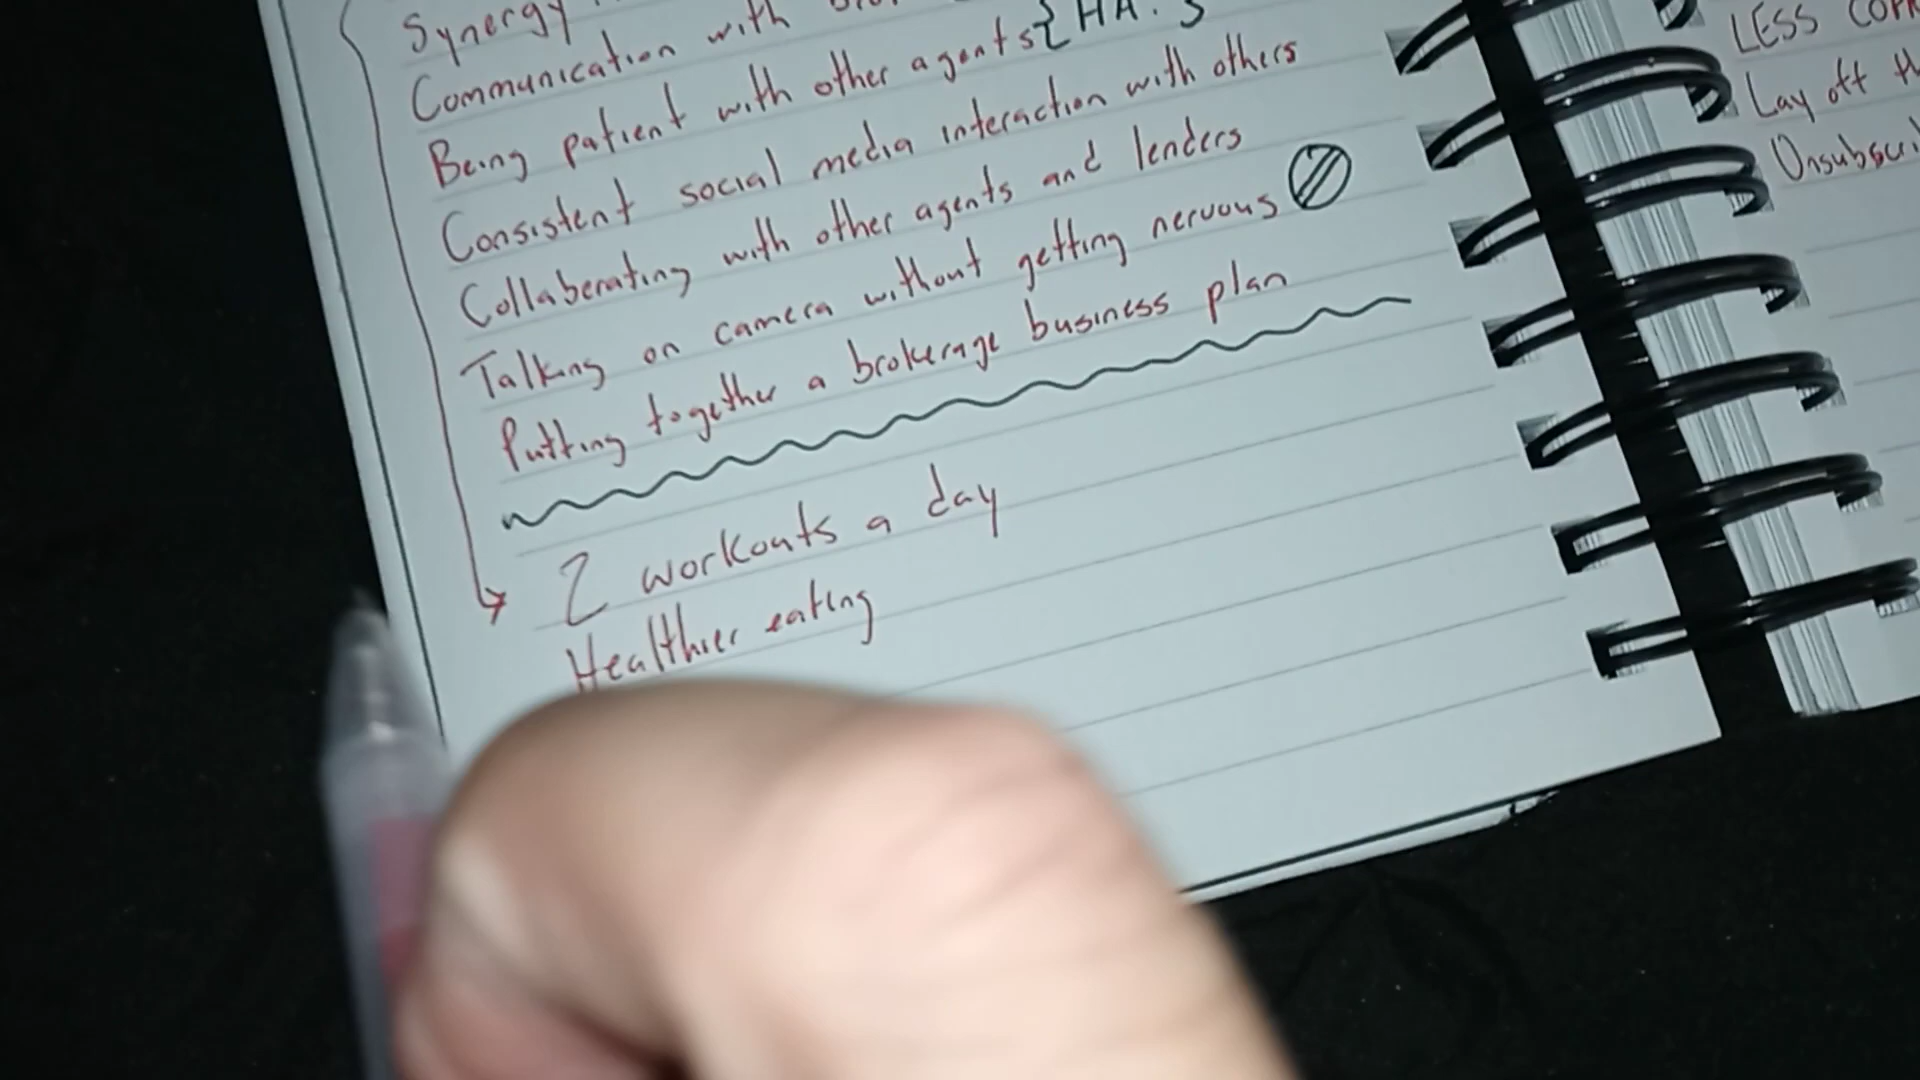 Synergy
Communication with
Being patient with other agents {HA!}
Consistent social media interaction with others
Collaberating with other agents and lenders
Talking on camera without getting nervous
Putting together a brokerage business plan
2 workouts a day
Healthier eating
LESS
Lay off